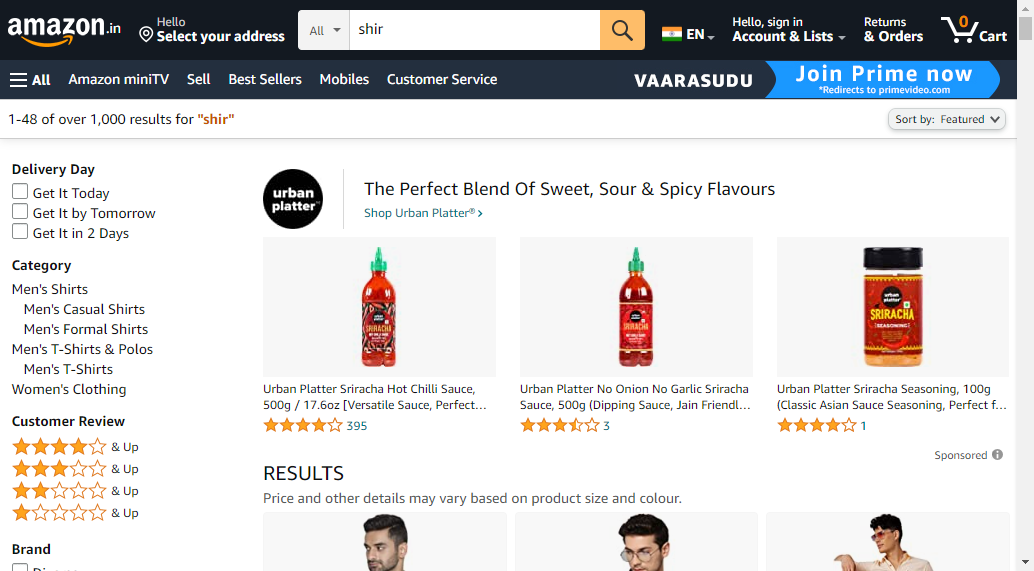 amazon.in
Hello
Select your address
All
shir
EN
Hello, sign in
Account & Lists
Returns
& Orders
0
Cart
All
Amazon miniTV
Sell
Best Sellers
Mobiles
Customer Service
VAARASUDU
Join Prime now
*Redirects to primevideo.com
1-48 of over 1,000 results for "shir"
Sort by: Featured
Delivery Day
Get It Today
Get It by Tomorrow
Get It in 2 Days
Category
Men's Shirts
Men's Casual Shirts
Men's Formal Shirts
Men's T-Shirts & Polos
Men's T-Shirts
Women's Clothing
Customer Review
& Up
& Up
& Up
& Up
Brand
urban
platter
The Perfect Blend Of Sweet, Sour & Spicy Flavours
Shop Urban Platter®
SRIRACHA
SRIRACHA
urban
platter
SRIRACHA
SEASONING
Urban Platter Sriracha Hot Chilli Sauce,
500g / 17.6oz [Versatile Sauce, Perfect…
395
Urban Platter No Onion No Garlic Sriracha
Sauce, 500g (Dipping Sauce, Jain Friendl…
3
Urban Platter Sriracha Seasoning, 100g
(Classic Asian Sauce Seasoning, Perfect f…
1
Sponsored
RESULTS
Price and other details may vary based on product size and colour.